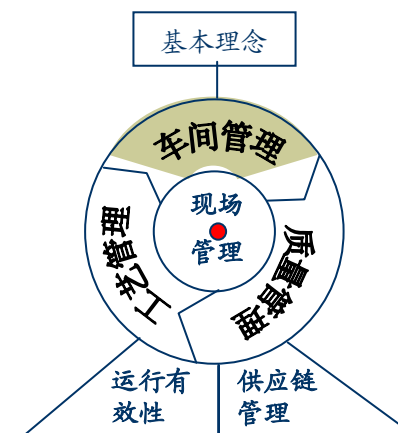 基本理念
车间管理
现场
管理
工艺管理
质量管理
运行有
效性
供应链
管理